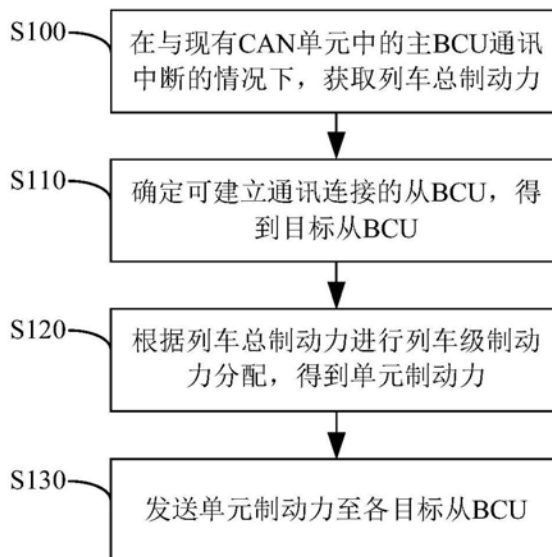 S100
在与现有CAN单元中的主BCU通讯
中断的情况下，获取列车总制动力
S110
确定可建立通讯连接的从BCU，得
到目标从BCU
S120
根据列车总制动力进行列车级制动
力分配，得到单元制动力
S130
发送单元制动力至各目标从BCU